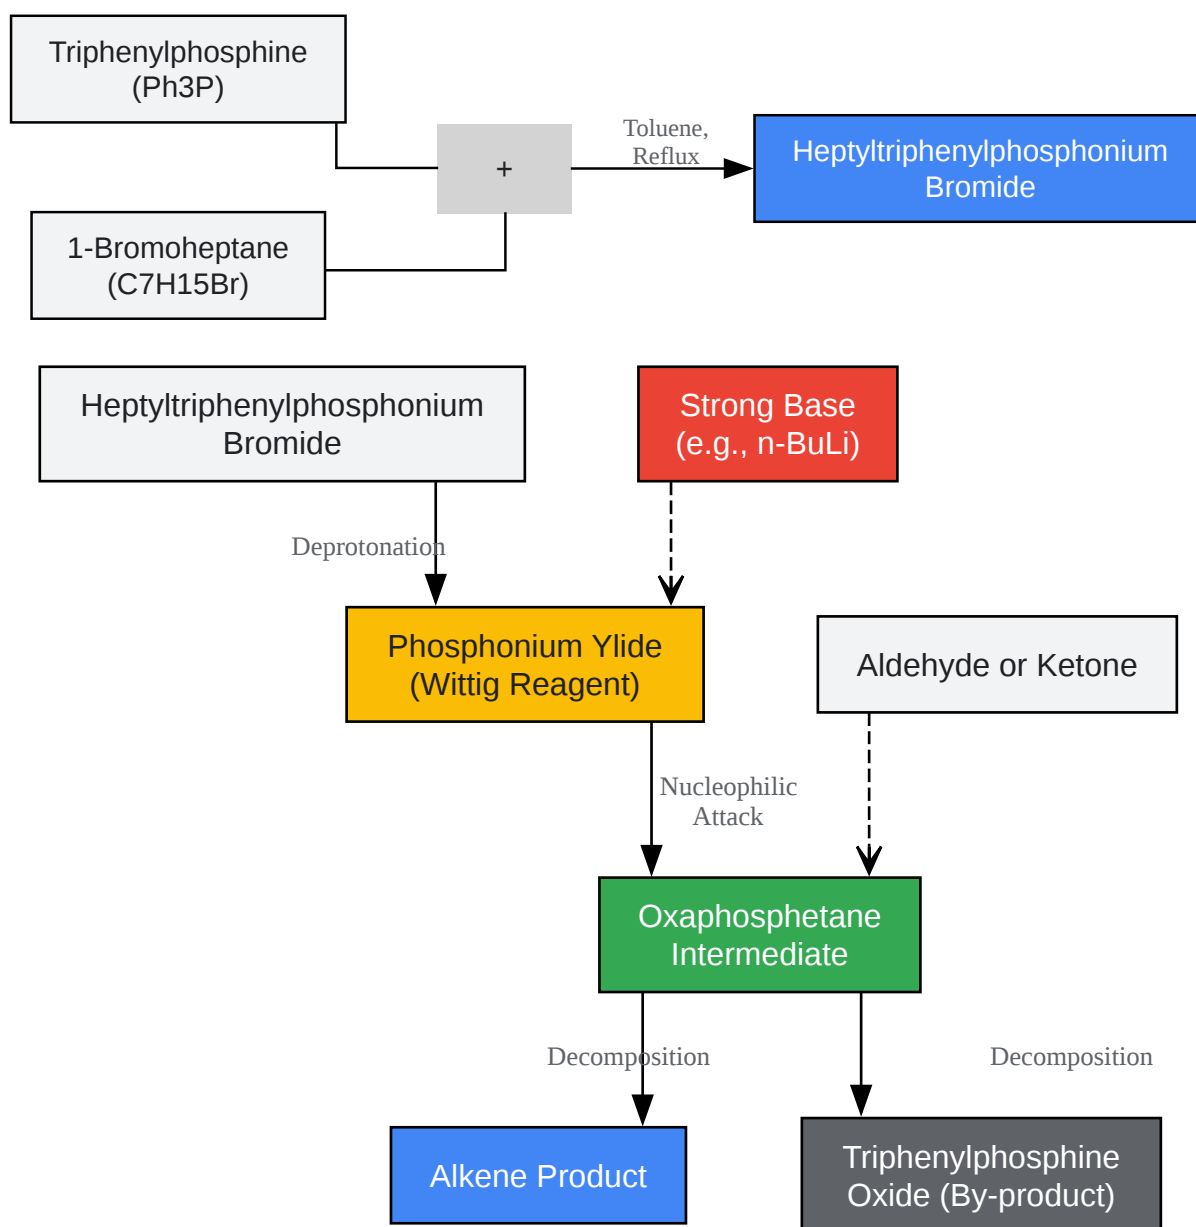 Triphenylphosphine
(Ph3P)
+
Toluene,
Reflux
Heptyltriphenylphosphonium
Bromide
1-Bromoheptane
(C7H15Br)
Heptyltriphenylphosphonium
Bromide
Strong Base
(e.g., n-BuLi)
Deprotonation
Phosphonium Ylide
(Wittig Reagent)
Aldehyde or Ketone
Nucleophilic
Attack
Oxaphosphetane
Intermediate
Decomposition
Decomposition
Alkene Product
Triphenylphosphine
Oxide (By-product)